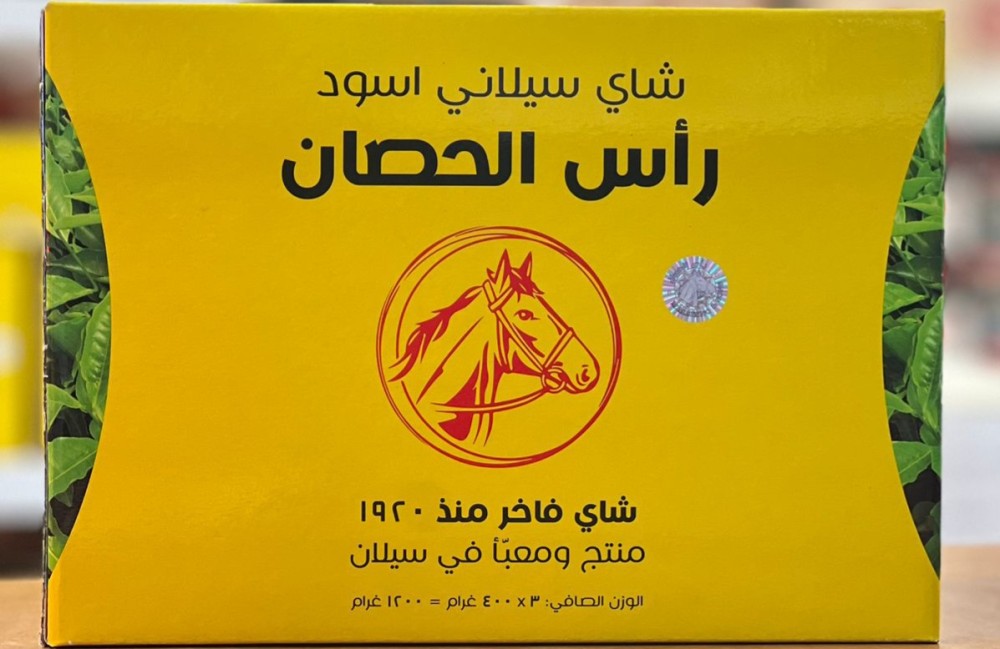 شاي سيلاني اسود
رأس الحصان
شاي فاخر منذ ١٩٢٠
منتج ومعبّأ في سيلان
الوزن الصافي: ٣ x ٤٠٠ غرام = ١٢٠٠ غرام